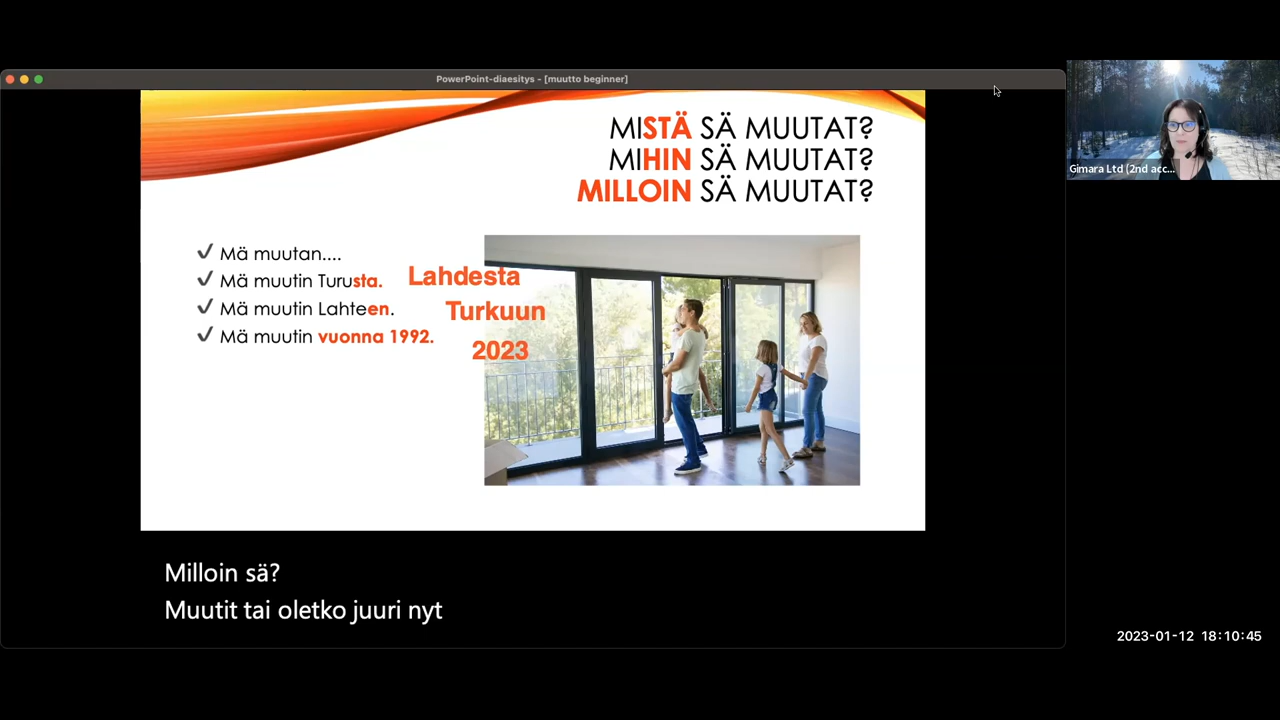 PowerPoint-diaesitys - [muutto beginner]
MISTÄ SÄ MUUTAT?
MIHIN SÄ MUUTAT?
MILLOIN SÄ MUUTAT?
Mä muutan....
Mä muutin Turusta. Lahdesta
Mä muutin Lahteen. Turkuun
Mä muutin vuonna 1992. 2023
Milloin sä?
Muutit tai oletko juuri nyt
Gimara Ltd (2nd acc...
2023-01-12 18:10:45